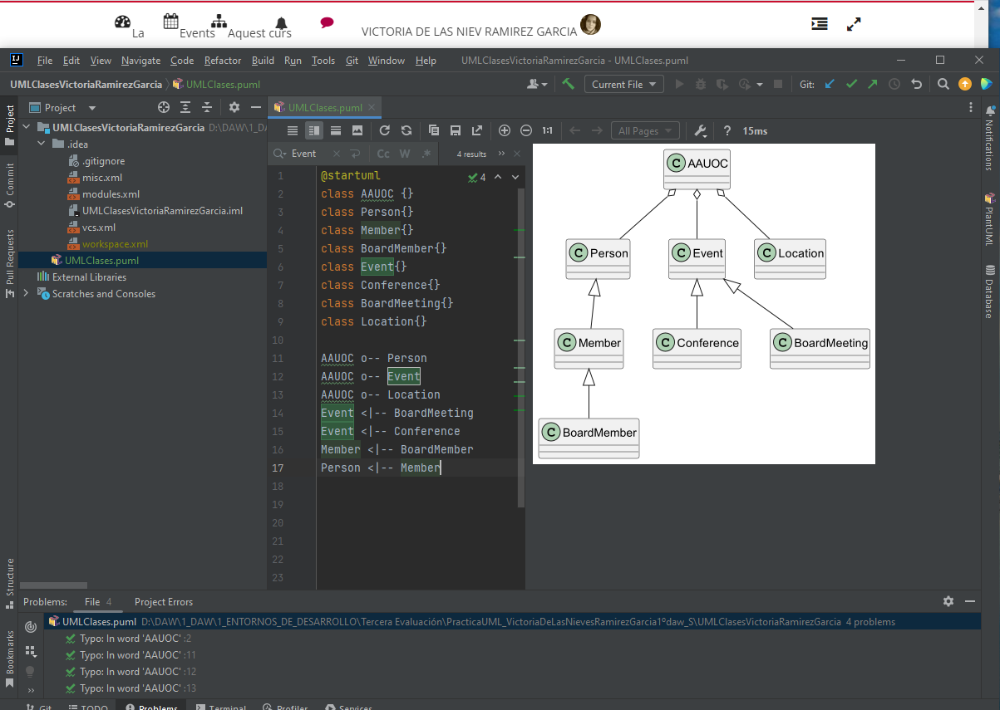 La
Events
Aquest curs
VICTORIA DE LAS NIEV RAMIREZ GARCIA
File Edit View Navigate Code Refactor Build Run Tools Git Window Help UMLClasesVictoriaRamirezGarcia - UMLClases.puml
UMLClasesVictoriaRamirezGarcia UMLClases.puml Current File Git:
Project UMLClases.puml
UMLClasesVictoriaRamirezGarcia D:\DAW\1_DA
.idea
.gitignore
misc.xml
modules.xml
UMLClasesVictoriaRamirezGarcia.iml
vcs.xml
workspace.xml
UMLClases.puml
External Libraries
Scratches and Consoles
Project
Commit
Pull Requests
Structure
Bookmarks
1:1 All Pages ? 15ms
Event Cc W .* 4 results
4
1 @startuml
2 class AAUOC {}
3 class Person{}
4 class Member{}
5 class BoardMember{}
6 class Event{}
7 class Conference{}
8 class BoardMeeting{}
9 class Location{}
10
11 AAUOC o-- Person
12 AAUOC o-- Event
13 AAUOC o-- Location
14 Event <|-- BoardMeeting
15 Event <|-- Conference
16 Member <|-- BoardMember
17 Person <|-- Member
18
19
20
21
22
23
C AAUOC
C Person C Event C Location
C Member C Conference C BoardMeeting
C BoardMember
Notifications
PlantUML
Database
Problems: File 4 Project Errors
UMLClases.puml D:\DAW\1_DAW\1_ENTORNOS_DE_DESARROLLO\Tercera Evaluación\PracticaUML_VictoriaDeLasNievesRamirezGarcia1ºdaw_S\UMLClasesVictoriaRamirezGarcia 4 problems
Typo: In word 'AAUOC' :2
Typo: In word 'AAUOC' :11
Typo: In word 'AAUOC' :12
Typo: In word 'AAUOC' :13
Git TODO Problems Terminal Profiler Services